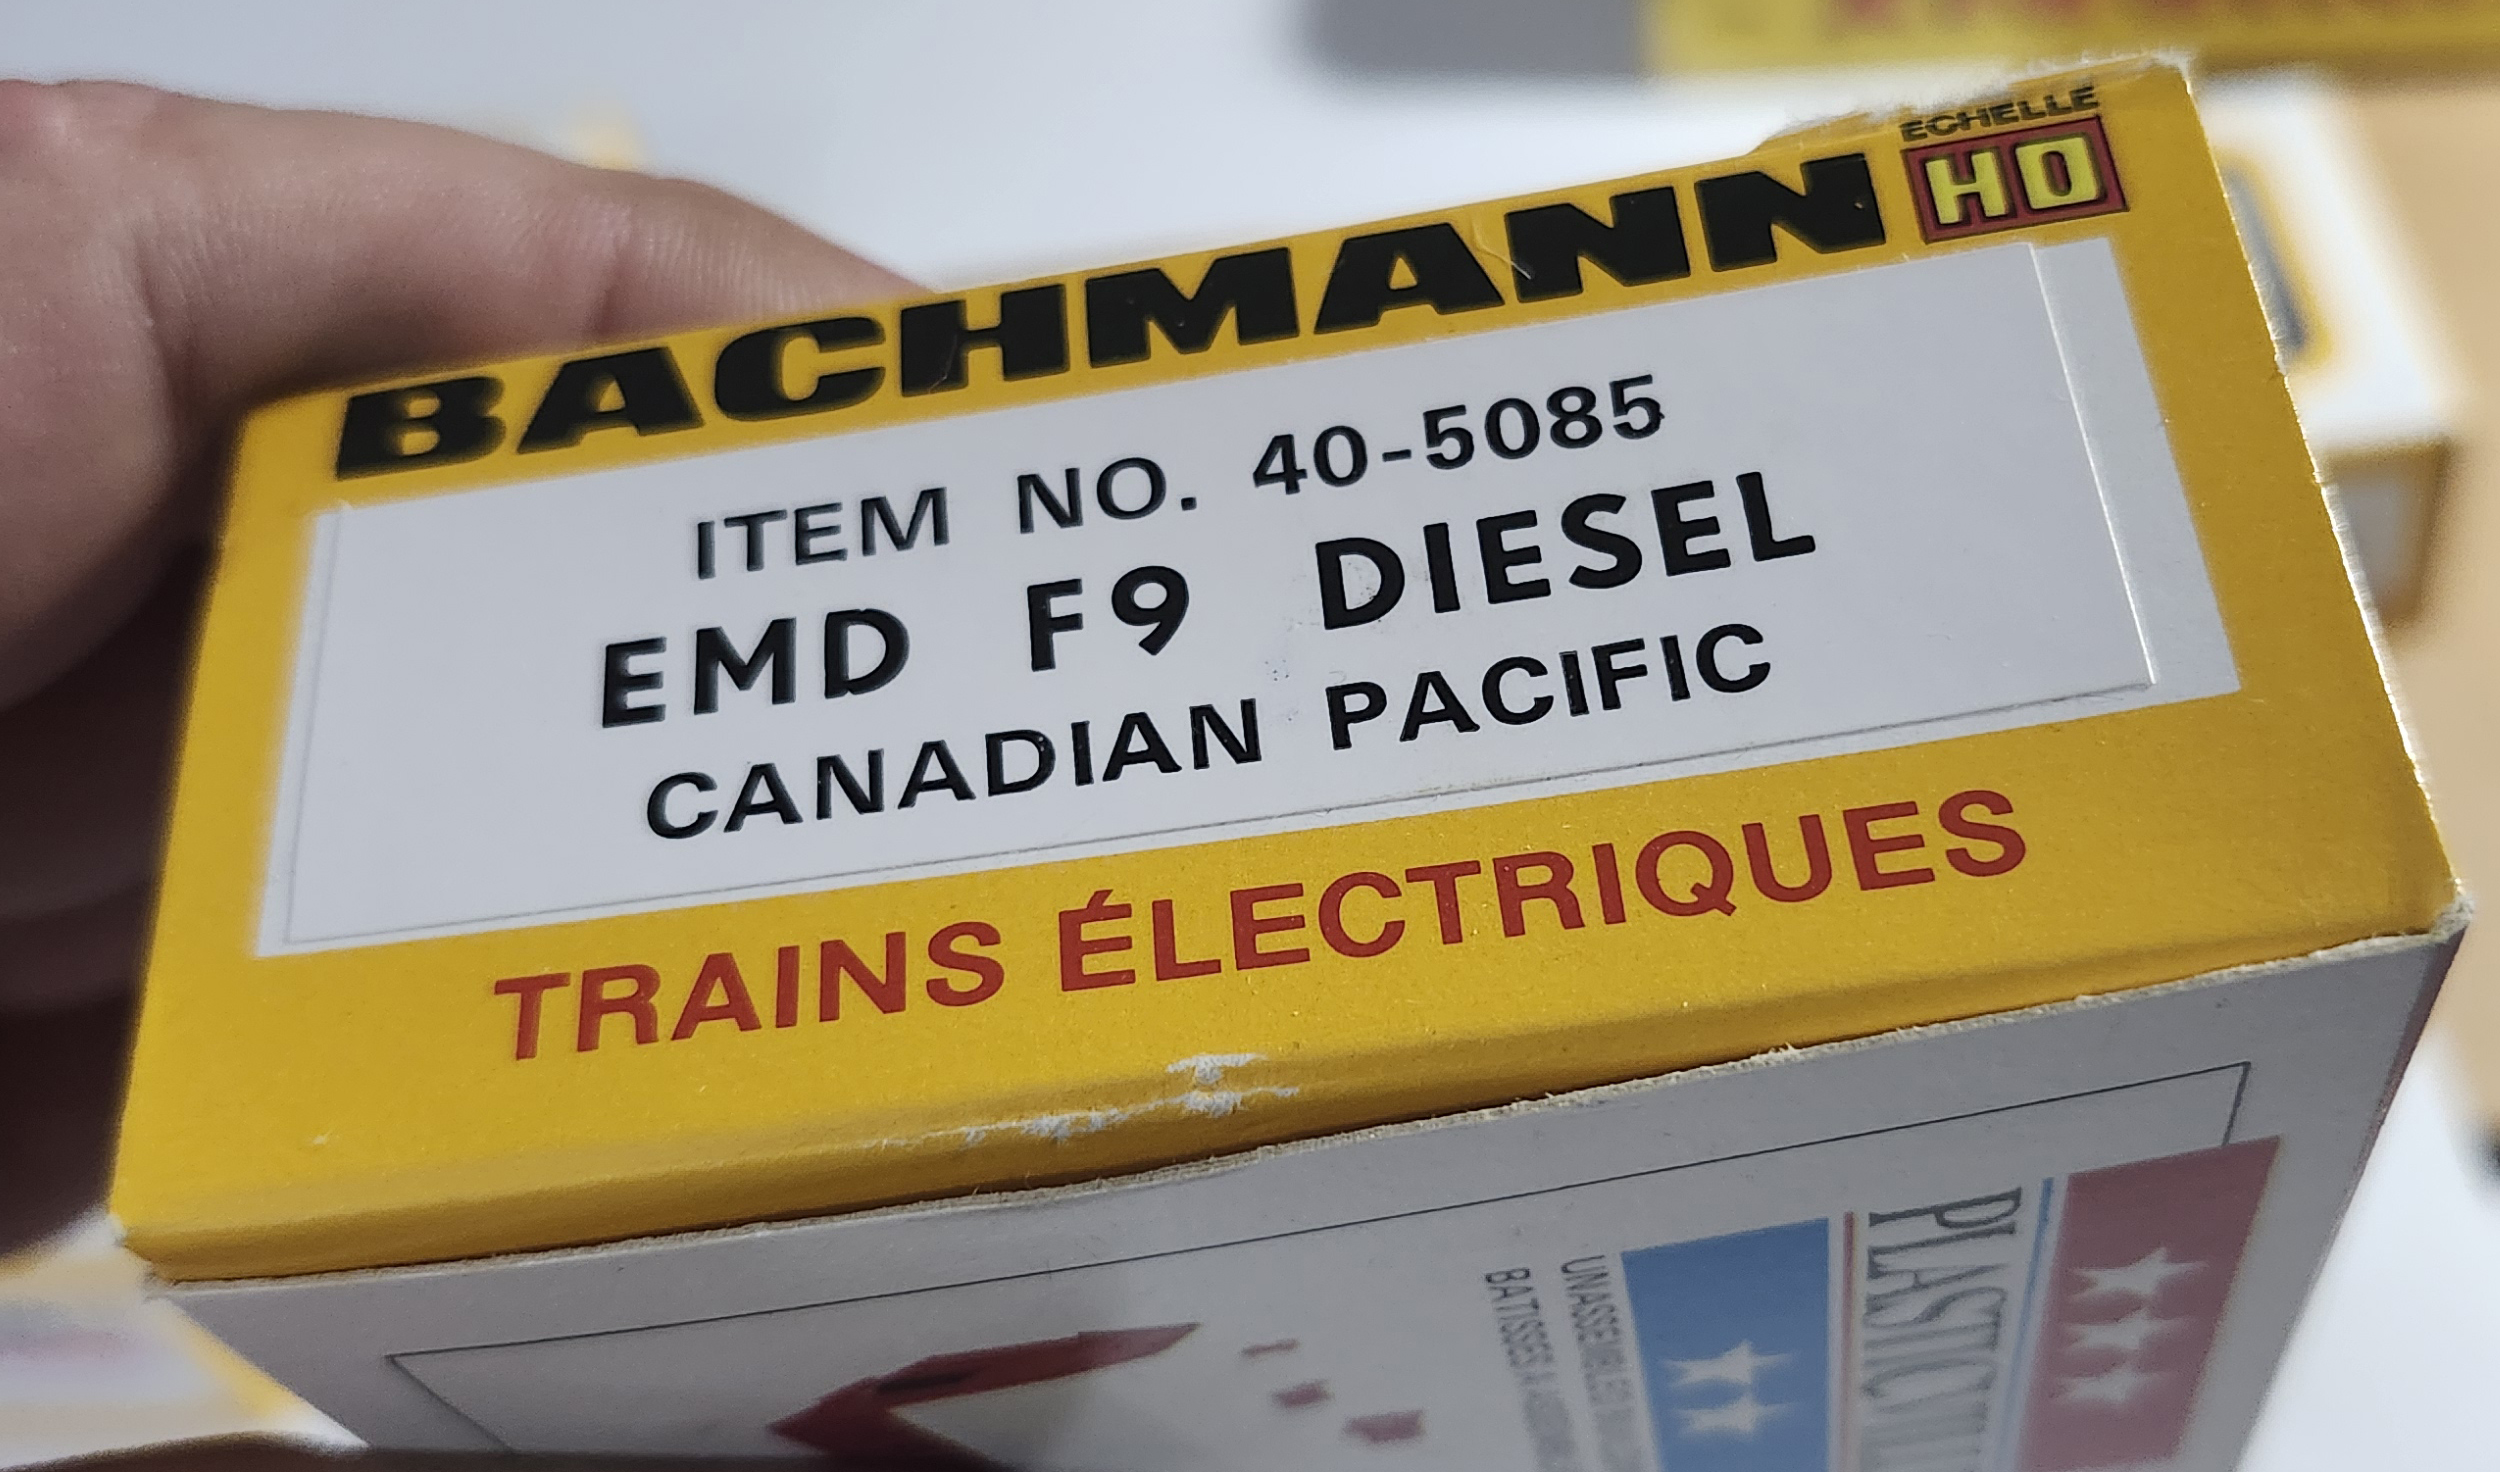 BACHMANN
ECHELLE
HO
ITEM NO. 40-5085
EMD F9 DIESEL
CANADIAN PACIFIC
TRAINS ÉLECTRIQUES